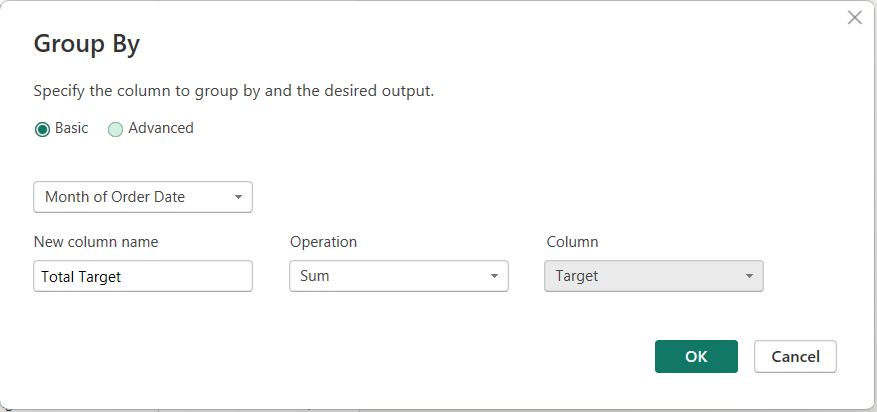 Group By
Specify the column to group by and the desired output.
Basic Advanced
Month of Order Date
New column name Operation Column
Total Target Sum Target
OK Cancel